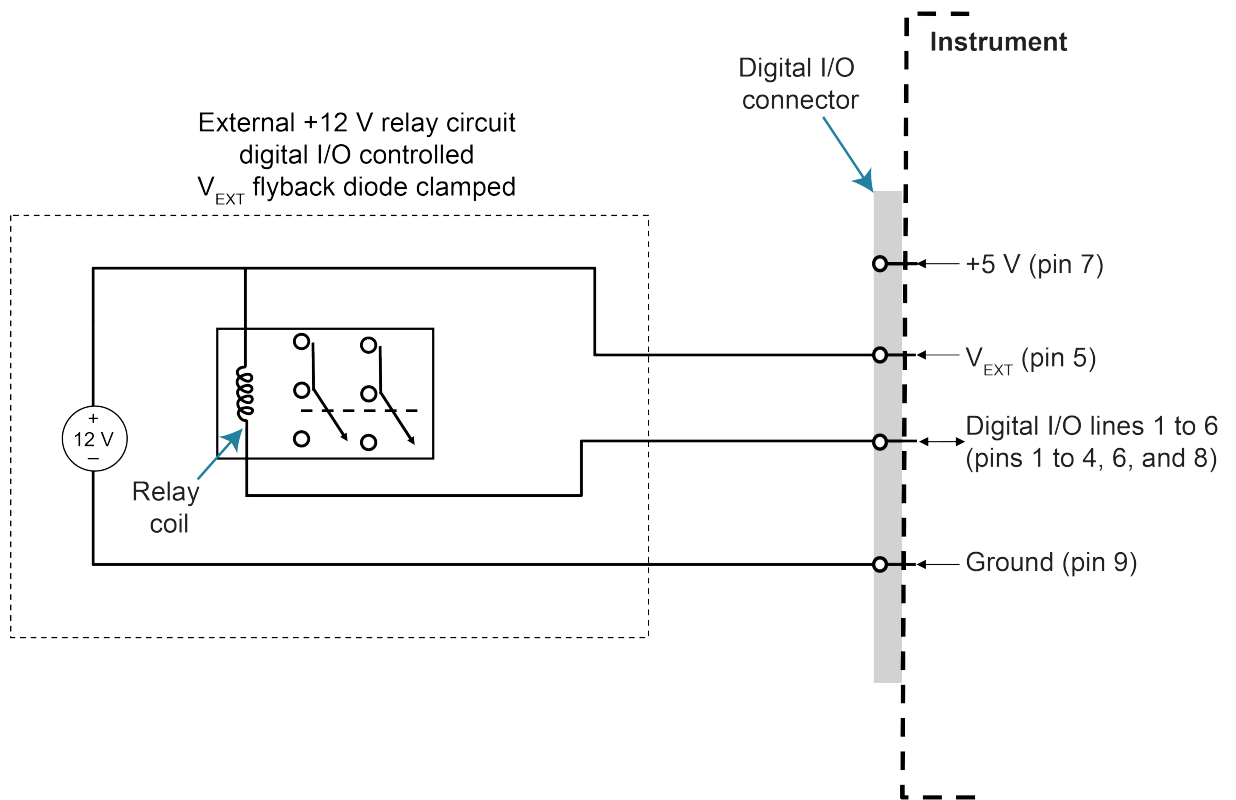 Instrument
Digital I/O
connector
External +12 V relay circuit
digital I/O controlled
VEXT flyback diode clamped
+5 V (pin 7)
VEXT (pin 5)
+
12 V
–
Digital I/O lines 1 to 6
(pins 1 to 4, 6, and 8)
Relay
coil
Ground (pin 9)